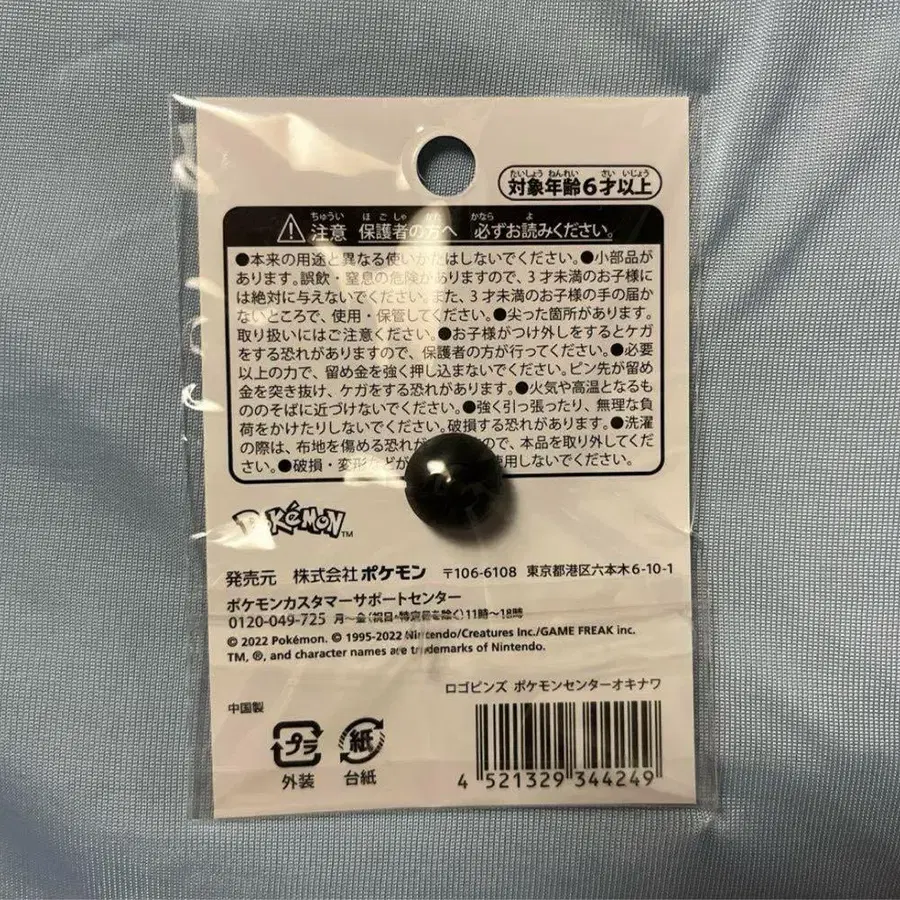 たいしょう ねんれい さい いじょう
対象年齢6才以上
ちゅうい ほごしゃ かた かなら よ
注意 保護者の方へ 必ずお読みください。
●本来の用途と異なる使いかたはしないでください。●小部品が
あります。誤飲・窒息の危険がありますので、3才未満のお子様に
は絶対に与えないでください。また、3才未満のお子様の手の届か
ないところで、使用・保管してください。●尖った箇所があります。
取り扱いにはご注意ください。●お子様がつけ外しをするとケガ
をする恐れがありますので、保護者の方が行ってください。●必要
以上の力で、留め金を強く押し込まないでください。ピン先が留め
金を突き抜け、ケガをする恐れがあります。●火気や高温となるも
ののそばに近づけないでください。●強く引っ張ったり、無理な負
荷をかけたりしないでください。破損する恐れがあります。●洗濯
の際は、布地を傷める恐れが ので、本品を取り外してくだ
さい。●破損・変形などが 使用しないでください。
POKéMON™
発売元 株式会社ポケモン 〒106-6108 東京都港区六本木6-10-1
ポケモンカスタマーサポートセンター
0120-049-725 月～金(祝日・特定日を除く)11時～18時
© 2022 Pokémon. © 1995-2022 Nintendo/Creatures Inc./GAME FREAK inc.
TM, ®, and character names are trademarks of Nintendo.
ロゴピンズ ポケモンセンターオキナワ
中国製
プラ 紙
外装 台紙
4 521329 344249